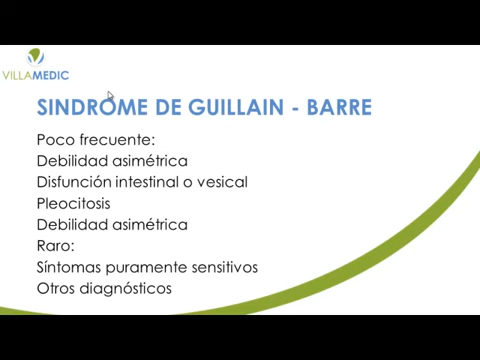 VILLAMEDIC
SINDROME DE GUILLAIN - BARRE
Poco frecuente:
Debilidad asimétrica
Disfunción intestinal o vesical
Pleocitosis
Debilidad asimétrica
Raro:
Síntomas puramente sensitivos
Otros diagnósticos